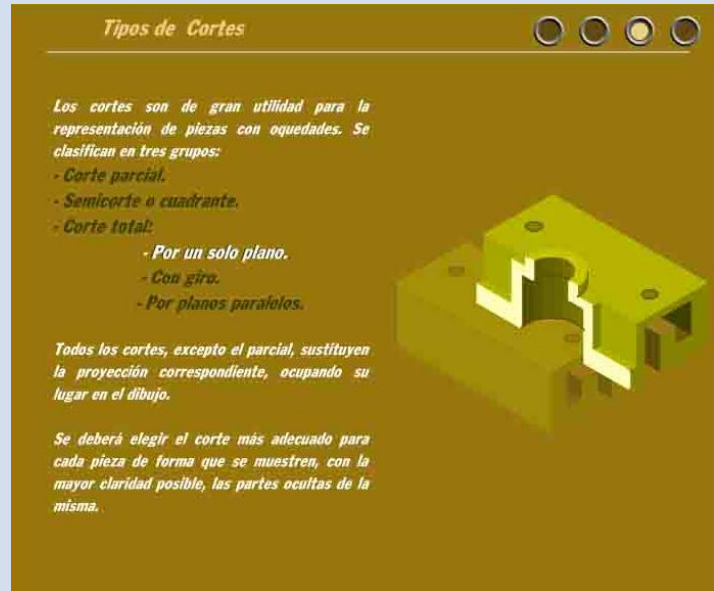 Tipos de Cortes
Los cortes son de gran utilidad para la
representación de piezas con oquedades. Se
clasifican en tres grupos:
- Corte parcial.
- Semicorte o cuadrante.
- Corte total:
- Por un solo plano.
- Con giro.
- Por planos paralelos.
Todos los cortes, excepto el parcial, sustituyen
la proyección correspondiente, ocupando su
lugar en el dibujo.
Se deberá elegir el corte más adecuado para
cada pieza de forma que se muestren, con la
mayor claridad posible, las partes ocultas de la
misma.